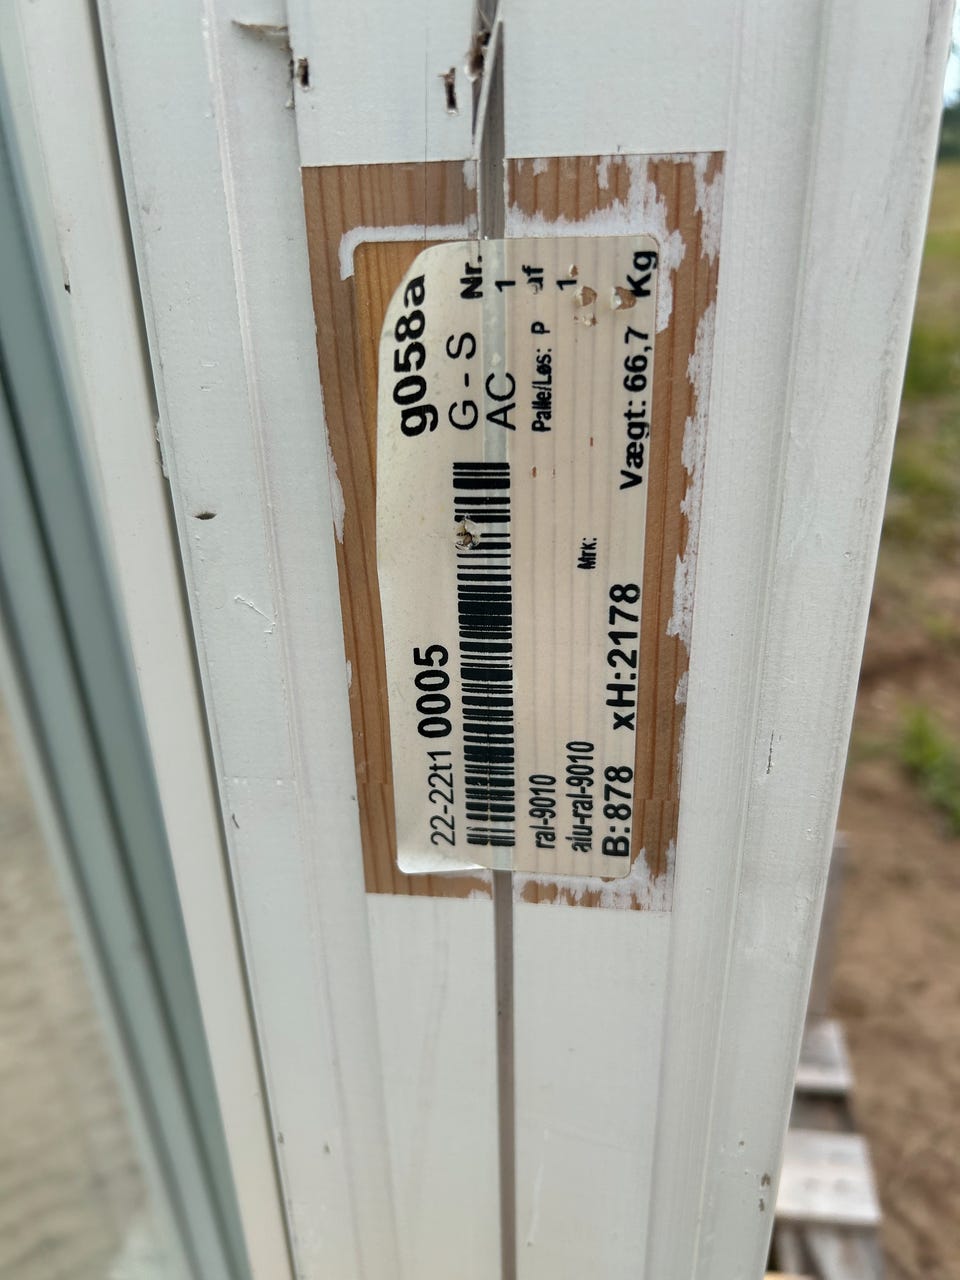 22-22t1 0005 g058a
G - S Nr.
AC 1
ral-9010 Palle/Løs: P af
alu-ral-9010 1.
Mrk:
B:878 xH:2178 Vægt: 66,7 Kg